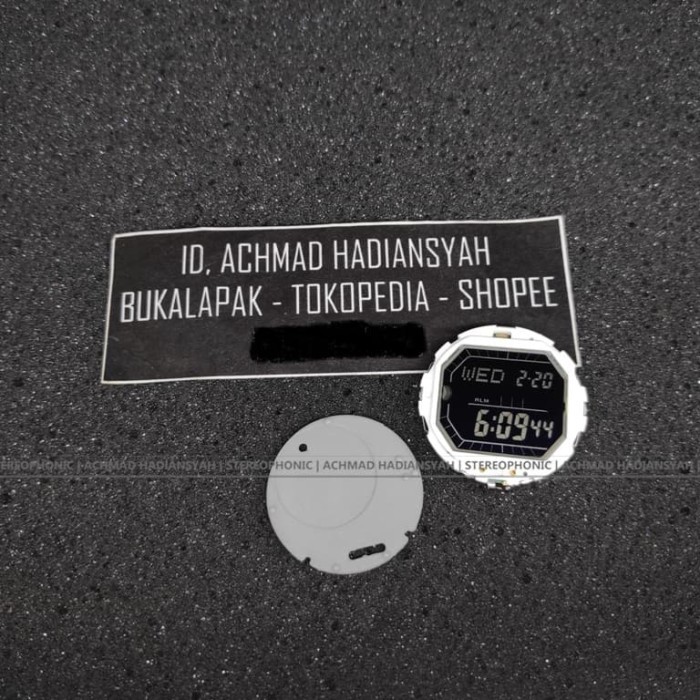 ID, ACHMAD HADIANSYAH
BUKALAPAK - TOKOPEDIA - SHOPEE
WED 2-20
ALM
6:09 44
STEREOPHONIC | ACHMAD HADIANSYAH | STEREOPHONIC | ACHMAD HADIANSYAH | STEREOPHONIC | ACHMAD HADIANSYAH